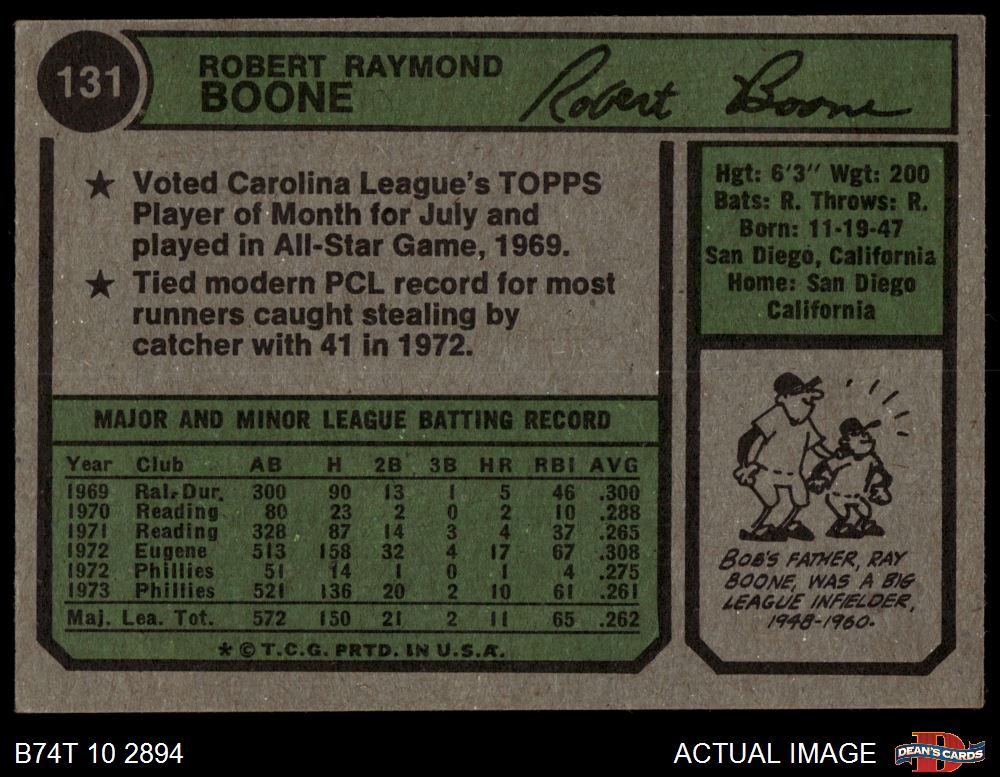 131
ROBERT RAYMOND
BOONE
Robert Boone
★ Voted Carolina League's TOPPS
Player of Month for July and
played in All-Star Game, 1969.
★ Tied modern PCL record for most
runners caught stealing by
catcher with 41 in 1972.
Hgt: 6'3" Wgt: 200
Bats: R. Throws: R.
Born: 11-19-47
San Diego, California
Home: San Diego
California
MAJOR AND MINOR LEAGUE BATTING RECORD
Year Club AB H 2B 3B HR RBI AVG
1969 Ral.-Dur. 300 90 13 1 5 46 .300
1970 Reading 80 23 2 0 2 10 .288
1971 Reading 328 87 14 3 4 37 .265
1972 Eugene 513 158 32 4 17 67 .308
1972 Phillies 51 14 1 0 1 4 .275
1973 Phillies 521 136 20 2 10 61 .261
Maj. Lea. Tot. 572 150 21 2 11 65 .262
★ © T.C.G. PRTD. IN U.S.A.
BOB'S FATHER, RAY
BOONE, WAS A BIG
LEAGUE INFIELDER,
1948-1960.
B74T 10 2894
ACTUAL IMAGE
D
DEAN'S CARDS